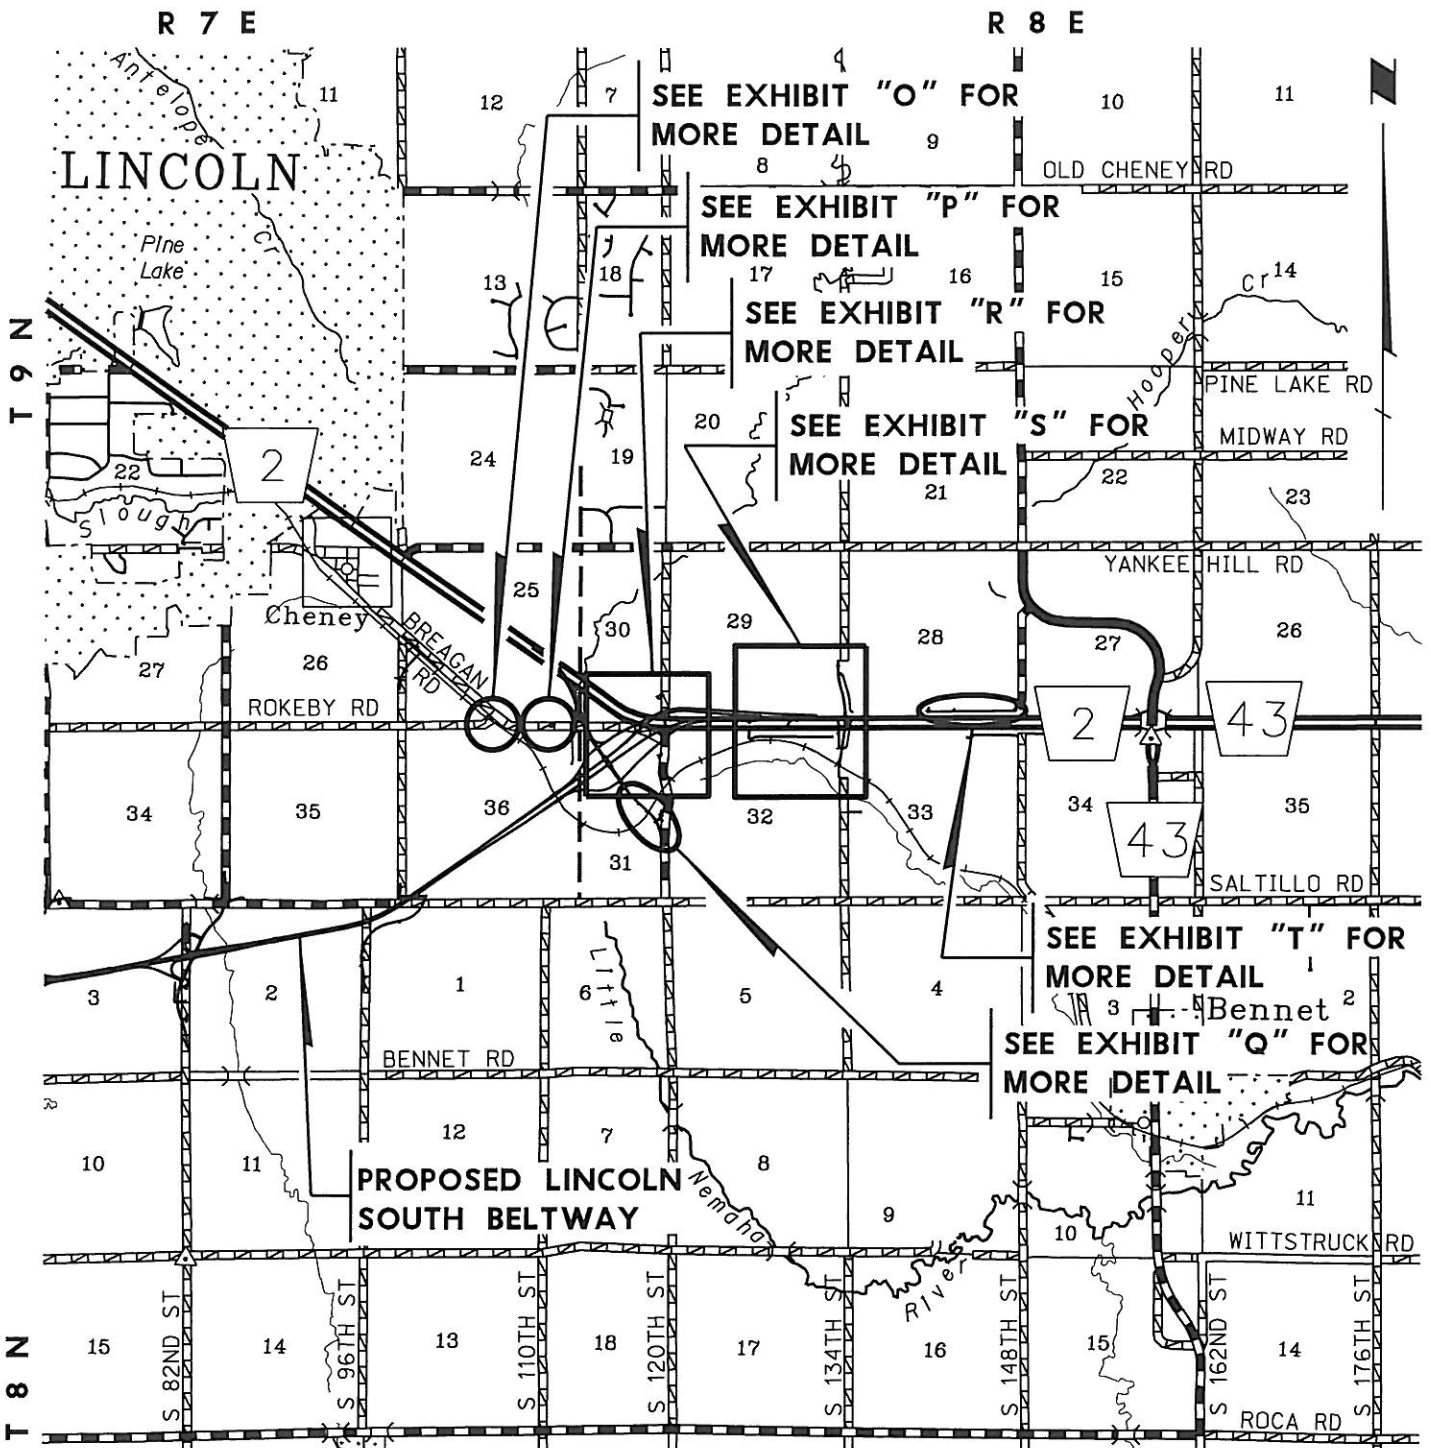 R 7 E
R 8 E
Antelope
Cr
11
12
7
SEE EXHIBIT "O" FOR
MORE DETAIL
8
9
10
11
OLD CHENEY RD
LINCOLN
SEE EXHIBIT "P" FOR
MORE DETAIL
Pine
Lake
13
18
17
16
15
Cr
14
SEE EXHIBIT "R" FOR
MORE DETAIL
Hooper
T 9 N
PINE LAKE RD
20
SEE EXHIBIT "S" FOR
MORE DETAIL
MIDWAY RD
22
2
24
19
21
22
23
Slough
YANKEE HILL RD
Cheney
25
30
29
28
27
26
BREAGAN
RD
27
26
ROKEBY RD
2
43
34
35
36
32
33
34
35
43
31
SALTILLO RD
SEE EXHIBIT "T" FOR
MORE DETAIL
3
2
1
6
5
4
3
Bennet
2
Little
BENNET RD
SEE EXHIBIT "Q" FOR
MORE DETAIL
10
11
12
7
8
PROPOSED LINCOLN
SOUTH BELTWAY
Nemaha
9
10
11
River
WITTSTRUCK RD
T 8 N
15
S 82ND ST
14
S 96TH ST
13
S 110TH ST
18
S 120TH ST
17
S 134TH ST
16
S 148TH ST
15
S 162ND ST
14
S 176TH ST
ROCA RD